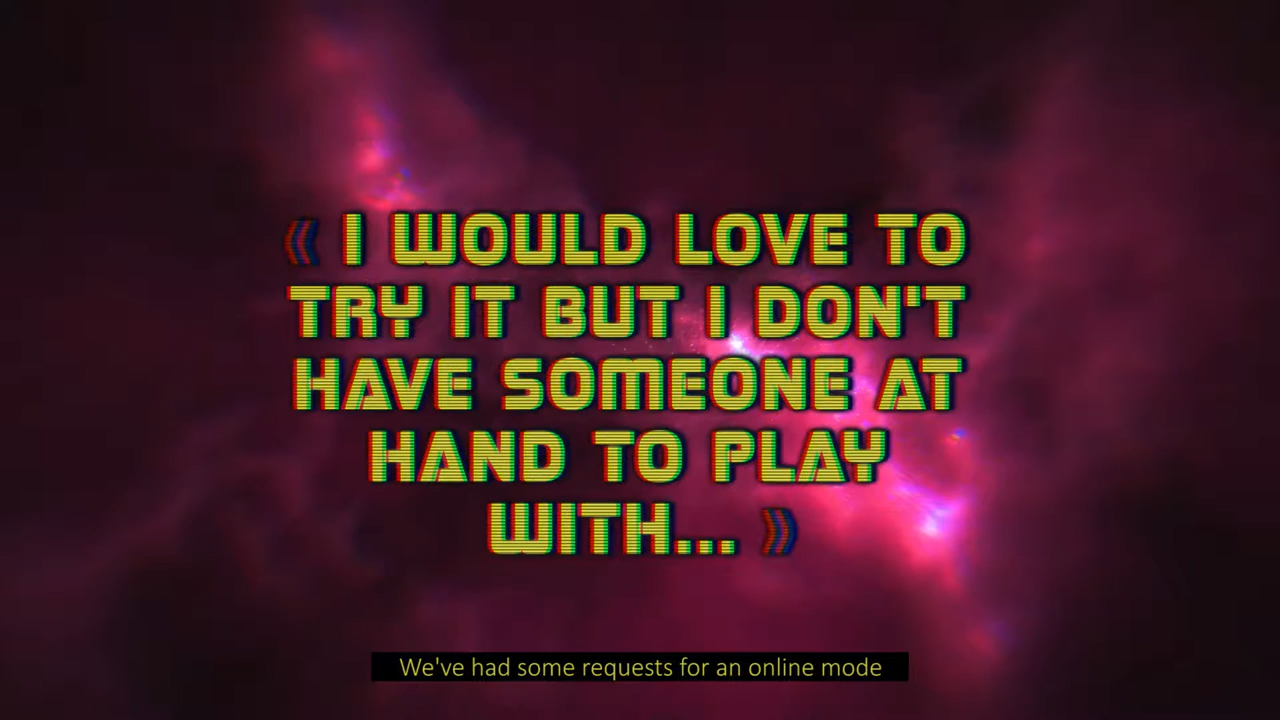 « I WOULD LOVE TO
TRY IT BUT I DON'T
HAVE SOMEONE AT
HAND TO PLAY
WITH... »
We've had some requests for an online mode